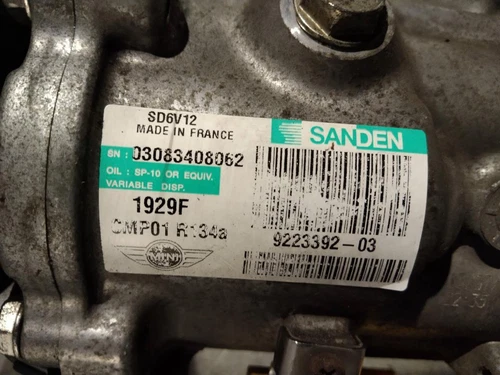 SD6V12
MADE IN FRANCE
SANDEN
SN : 03083408062
OIL : SP-10 OR EQUIV.
VARIABLE DISP.
1929F
CMP01 R134a
9223392-03
MINI